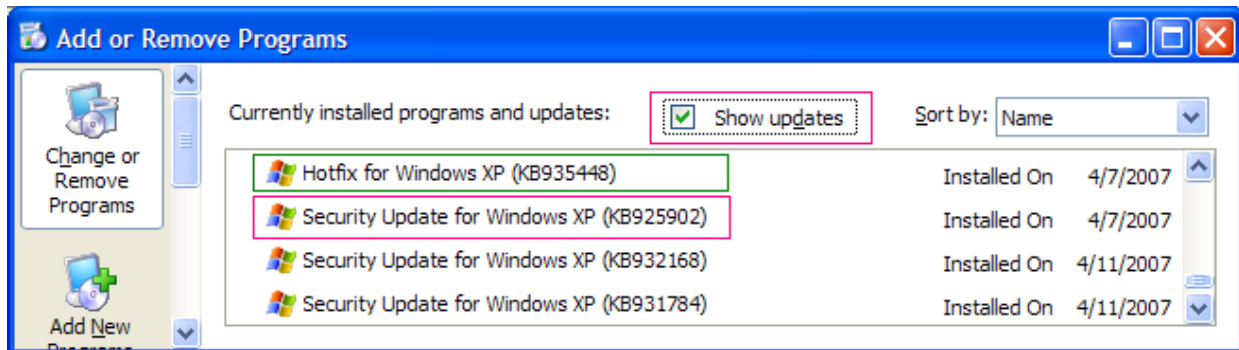 Add or Remove Programs
Change or
Remove
Programs
Add New
Programs
Currently installed programs and updates:
Show updates
Sort by: Name
Hotfix for Windows XP (KB935448) Installed On 4/7/2007
Security Update for Windows XP (KB925902) Installed On 4/7/2007
Security Update for Windows XP (KB932168) Installed On 4/11/2007
Security Update for Windows XP (KB931784) Installed On 4/11/2007